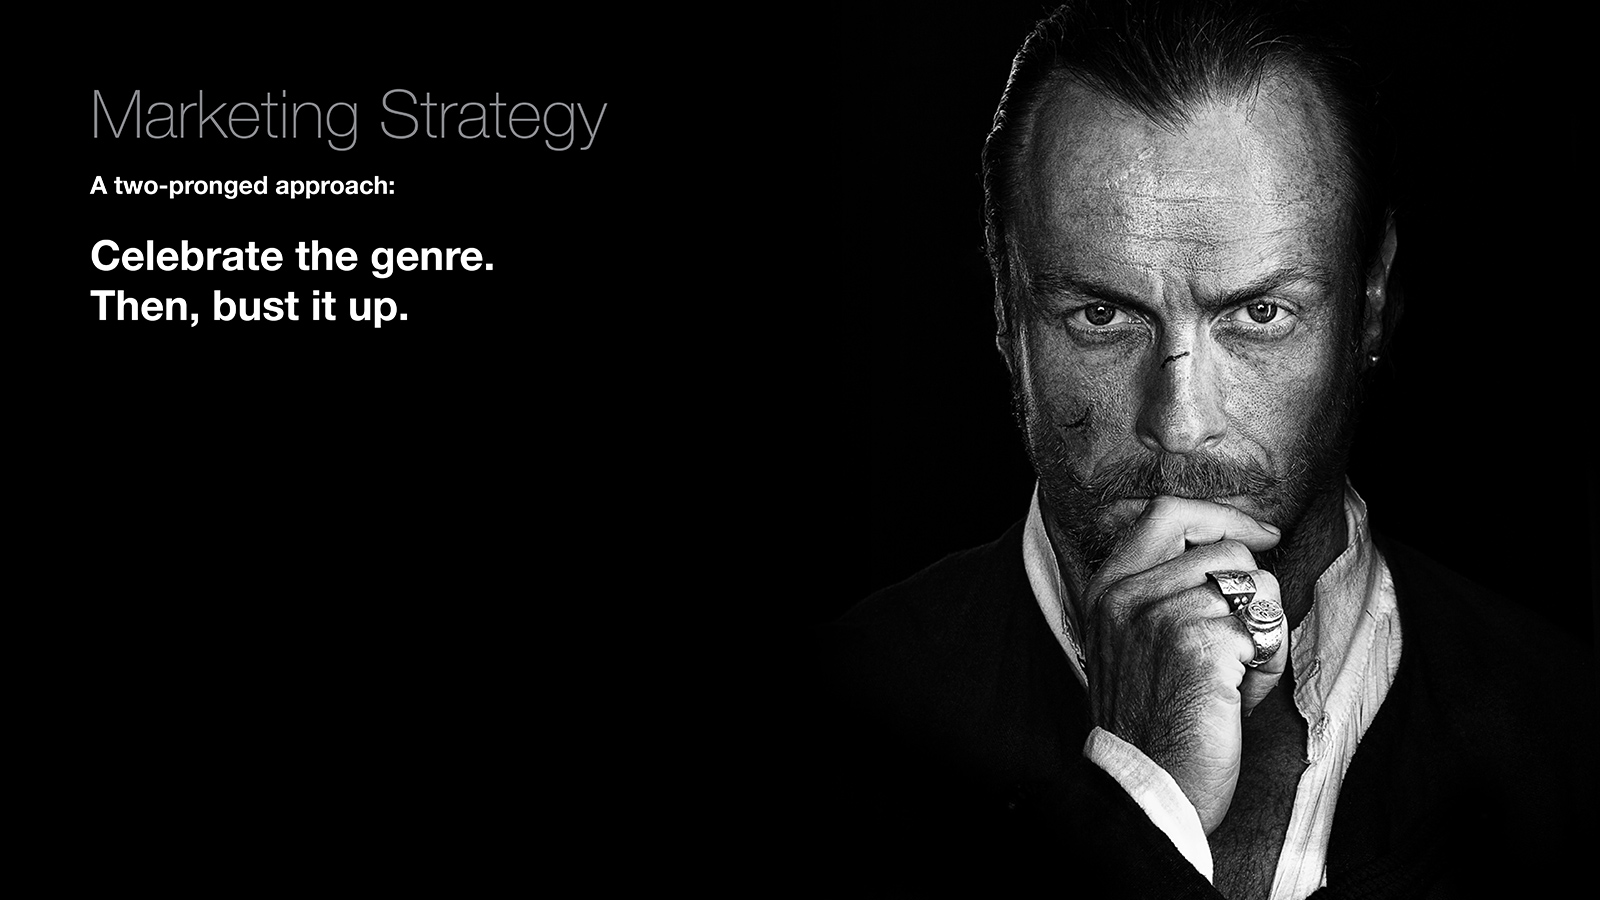 Marketing Strategy
A two-pronged approach:
Celebrate the genre.
Then, bust it up.